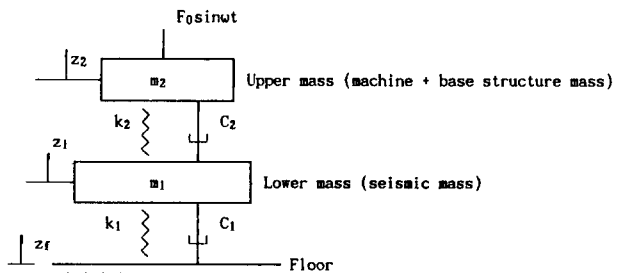 F₀sinωt
z₂
m₂
Upper mass (machine + base structure mass)
k₂
C₂
z₁
m₁
Lower mass (seismic mass)
k₁
C₁
z_f
Floor